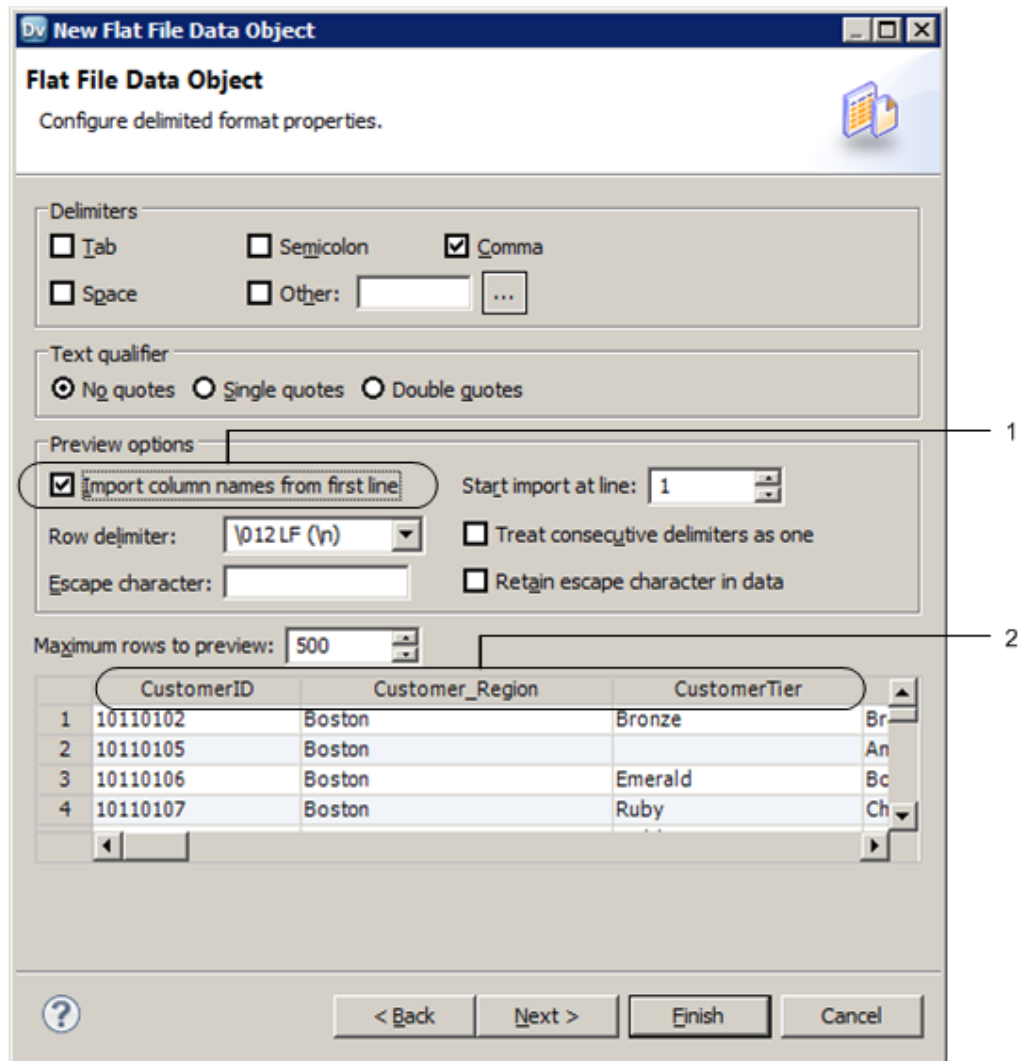 Dv New Flat File Data Object
Flat File Data Object
Configure delimited format properties.
Delimiters
Tab Semicolon Comma
Space Other: ...
Text qualifier
No quotes Single quotes Double quotes
1
Preview options
Import column names from first line Start import at line: 1
Row delimiter: \012 LF (\n) Treat consecutive delimiters as one
Escape character: Retain escape character in data
Maximum rows to preview: 500
2
CustomerID Customer_Region CustomerTier
1 10110102 Boston Bronze Br
2 10110105 Boston An
3 10110106 Boston Emerald Bo
4 10110107 Boston Ruby Ch
? < Back Next > Finish Cancel